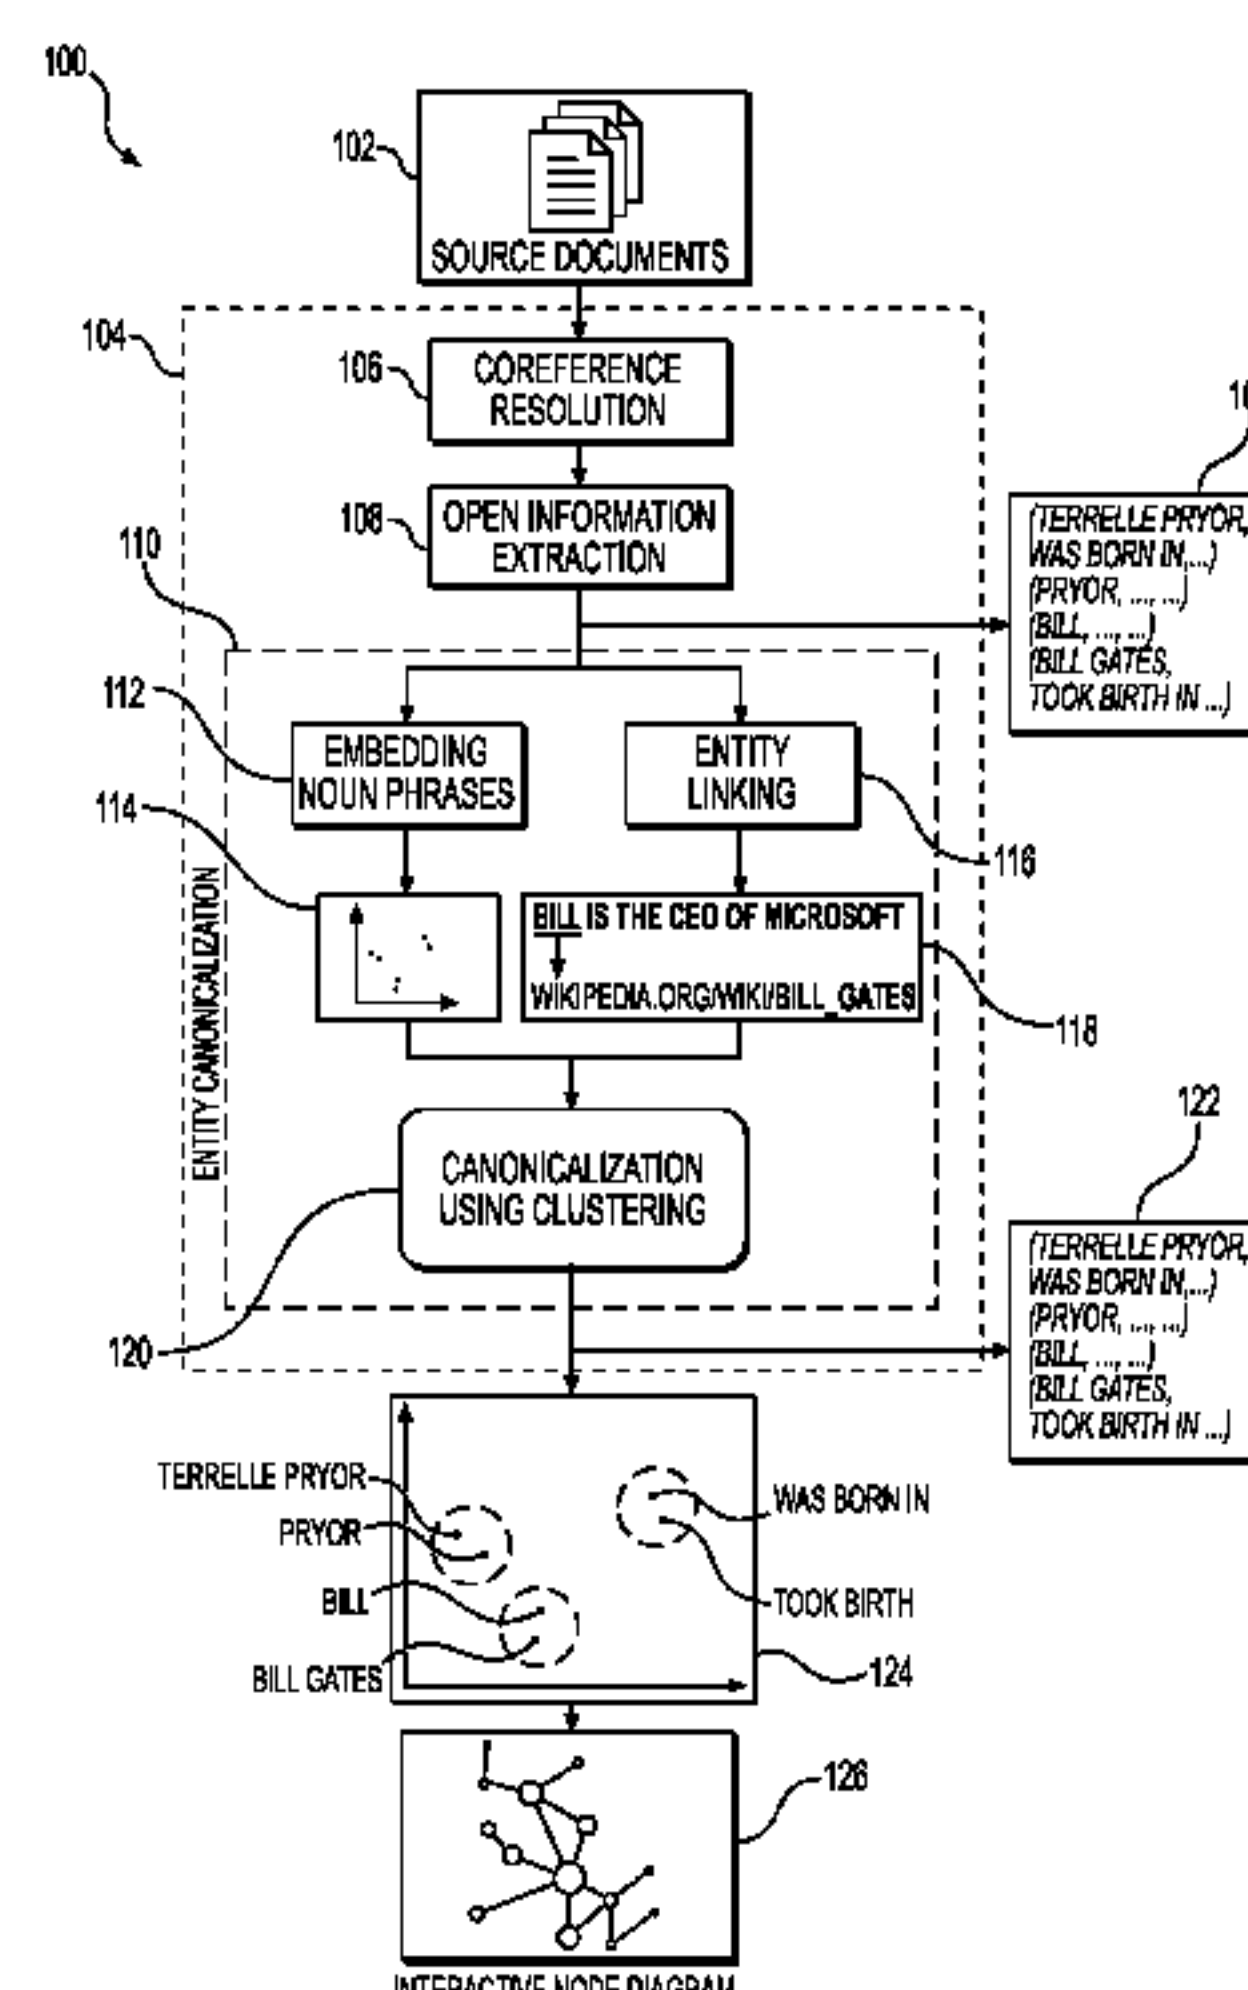 100
102
SOURCE DOCUMENTS
104
106
COREFERENCE
RESOLUTION
108
OPEN INFORMATION
EXTRACTION
(TERRELLE PRYOR,
WAS BORN IN,...)
(PRYOR, ..., ...)
(BILL, ..., ...)
(BILL GATES,
TOOK BIRTH IN ...)
110
112
EMBEDDING
NOUN PHRASES
ENTITY
LINKING
114
116
ENTITY CANONICALIZATION
BILL IS THE CEO OF MICROSOFT
WIKIPEDIA.ORG/WIKI/BILL_GATES
118
CANONICALIZATION
USING CLUSTERING
120
122
(TERRELLE PRYOR,
WAS BORN IN,...)
(PRYOR, ..., ...)
(BILL, ..., ...)
(BILL GATES,
TOOK BIRTH IN ...)
TERRELLE PRYOR
PRYOR
BILL
BILL GATES
WAS BORN IN
TOOK BIRTH
124
126
INTERACTIVE NODE DIAGRAM